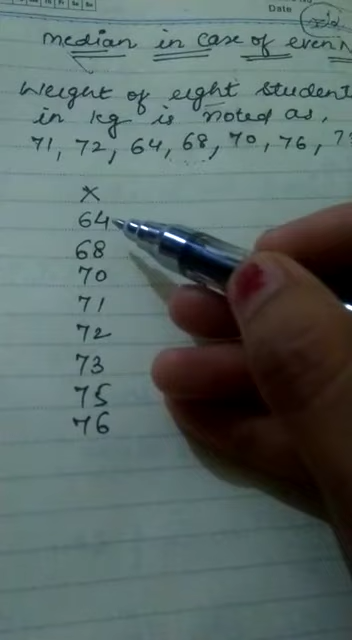 Date
median in case of even
Weight of eight student
in kg is noted as,
71, 72, 64, 68, 70, 76,
X
64
68
70
71
72
73
75
76